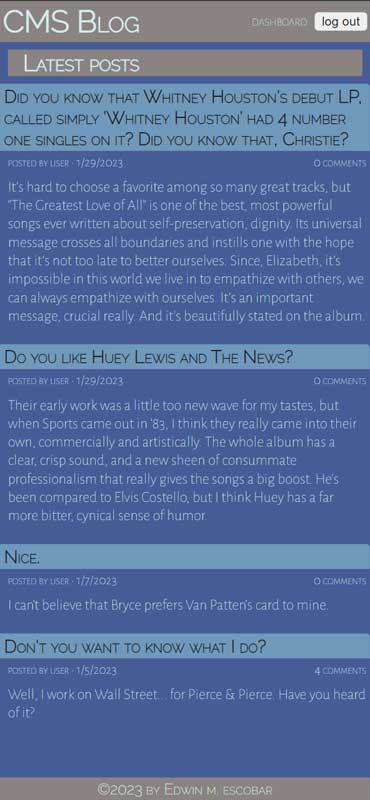 CMS Blog
dashboard
log out
Latest posts
Did you know that Whitney Houston's debut LP,
called simply 'Whitney Houston' had 4 number
one singles on it? Did you know that, Christie?
posted by user · 1/29/2023
0 comments
It's hard to choose a favorite among so many great tracks, but
"The Greatest Love of All" is one of the best, most powerful
songs ever written about self-preservation, dignity. Its universal
message crosses all boundaries and instills one with the hope
that it's not too late to better ourselves. Since, Elizabeth, it's
impossible in this world we live in to empathize with others, we
can always empathize with ourselves. It's an important
message, crucial really. And it's beautifully stated on the album.
Do you like Huey Lewis and The News?
posted by user · 1/29/2023
0 comments
Their early work was a little too new wave for my tastes, but
when Sports came out in '83, I think they really came into their
own, commercially and artistically. The whole album has a
clear, crisp sound, and a new sheen of consummate
professionalism that really gives the songs a big boost. He's
been compared to Elvis Costello, but I think Huey has a far
more bitter, cynical sense of humor.
Nice.
posted by user · 1/7/2023
0 comments
I can't believe that Bryce prefers Van Patten's card to mine.
Don't you want to know what I do?
posted by user · 1/5/2023
4 comments
Well, I work on Wall Street... for Pierce & Pierce. Have you heard
of it?
©2023 by Edwin m. escobar